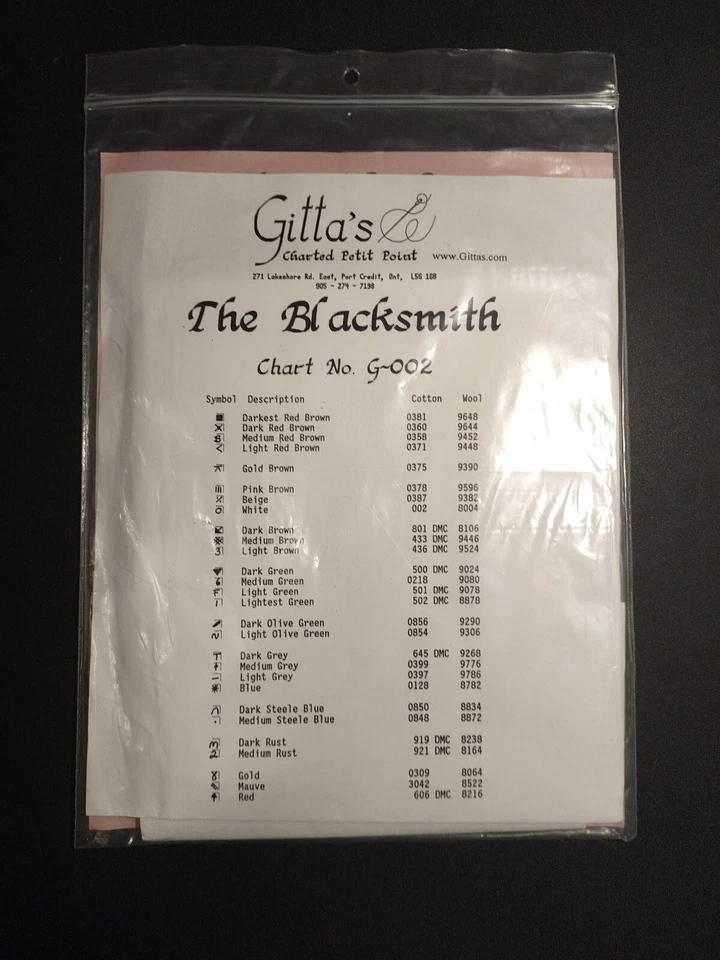 Gitta's
Charted Petit Point www.Gittas.com
271 Lakeshore Rd. East, Port Credit, Ont, L5G 1G8
905 - 274 - 7198
The Blacksmith
Chart No. G-002
Symbol Description Cotton Wool
Darkest Red Brown 0381 9648
Dark Red Brown 0360 9644
Medium Red Brown 0358 9452
Light Red Brown 0371 9448
Gold Brown 0375 9390
Pink Brown 0378 9596
Beige 0387 9382
White 002 8004
Dark Brown 801 DMC 8106
Medium Brown 433 DMC 9446
3 Light Brown 436 DMC 9524
Dark Green 500 DMC 9024
6 Medium Green 0218 9080
F Light Green 501 DMC 9078
Lightest Green 502 DMC 8878
Dark Olive Green 0856 9290
Light Olive Green 0854 9306
T Dark Grey 645 DMC 9268
Medium Grey 0399 9776
Light Grey 0397 9786
Blue 0128 8782
Dark Steele Blue 0850 8834
Medium Steele Blue 0848 8872
m Dark Rust 919 DMC 8238
2 Medium Rust 921 DMC 8164
Gold 0309 8064
Mauve 3042 8522
Red 606 DMC 8216